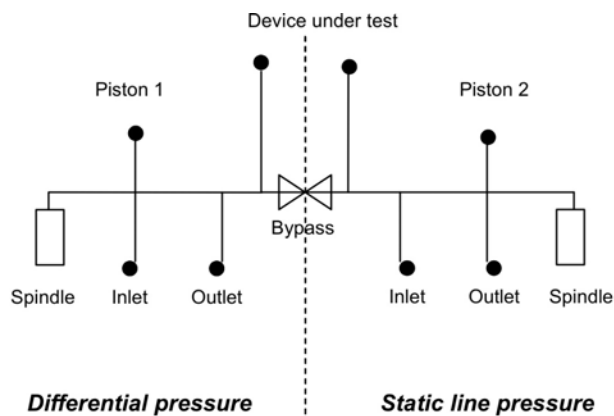 Device under test
Piston 1
Piston 2
Bypass
Spindle Inlet Outlet Inlet Outlet Spindle
Differential pressure Static line pressure